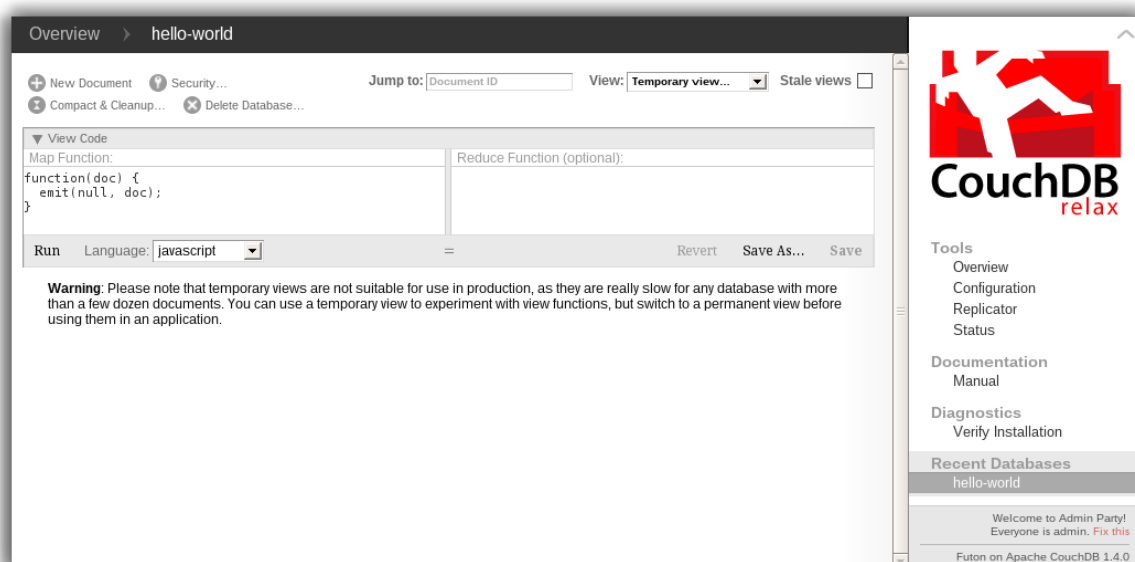 Overview hello-world
New Document Security… Jump to: Document ID View: Temporary view... Stale views
Compact & Cleanup… Delete Database…
View Code
Map Function: Reduce Function (optional):
function(doc) {
  emit(null, doc);
}
Run Language: javascript = Revert Save As… Save
Warning: Please note that temporary views are not suitable for use in production, as they are really slow for any database with more
than a few dozen documents. You can use a temporary view to experiment with view functions, but switch to a permanent view before
using them in an application.
CouchDB
relax
Tools
Overview
Configuration
Replicator
Status
Documentation
Manual
Diagnostics
Verify Installation
Recent Databases
hello-world
Welcome to Admin Party!
Everyone is admin. Fix this
Futon on Apache CouchDB 1.4.0